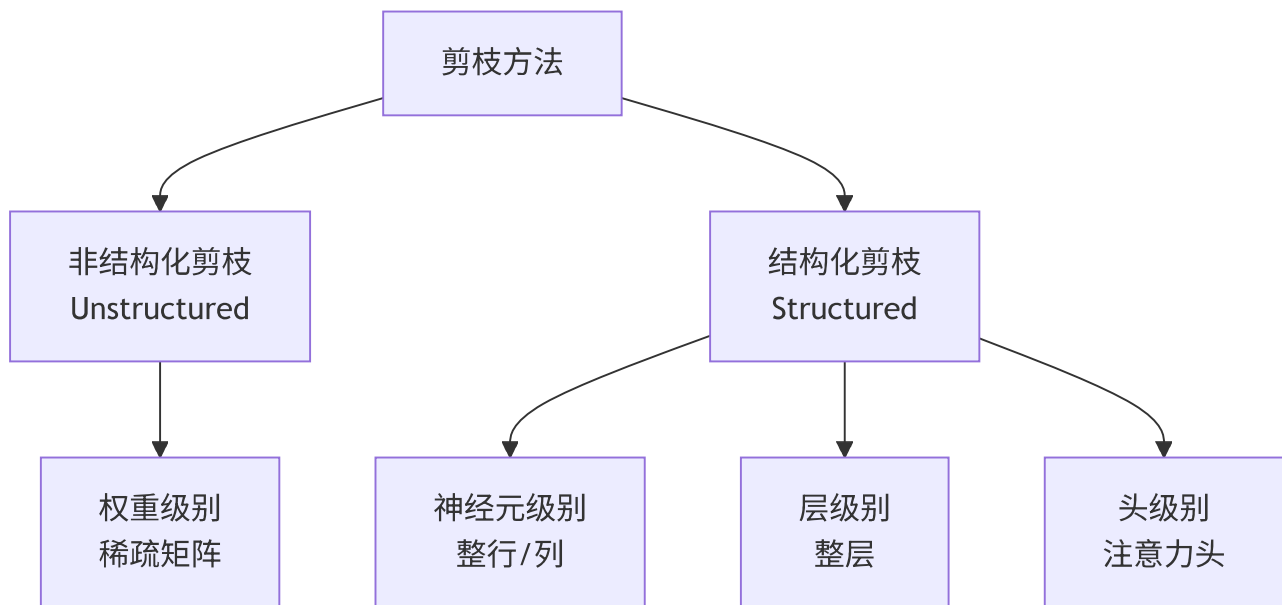 剪枝方法
非结构化剪枝
Unstructured
结构化剪枝
Structured
权重级别
稀疏矩阵
神经元级别
整行/列
层级别
整层
头级别
注意力头